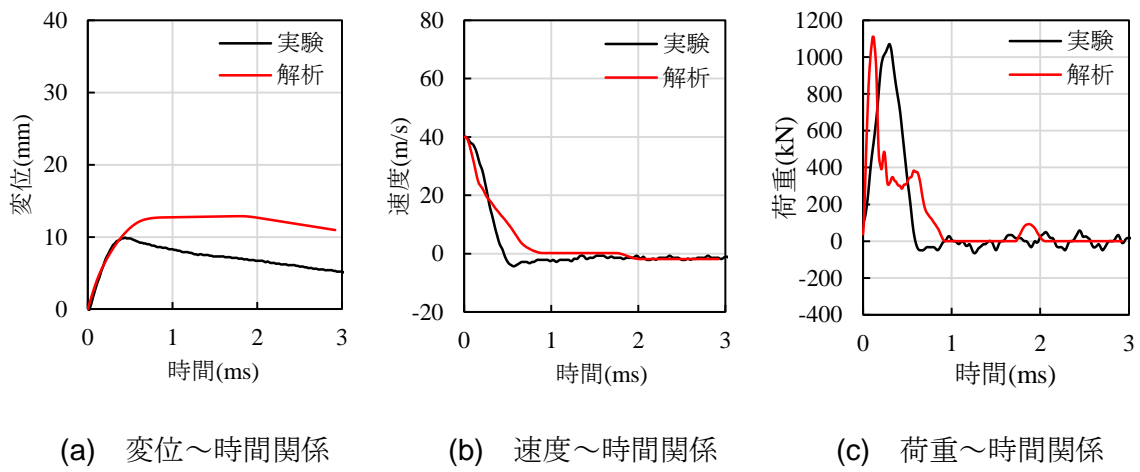 40
30
20
10
0
変位(mm)
実験
解析
0 1 2 3
時間(ms)
80
60
40
20
0
-20
速度(m/s)
実験
解析
0 1 2 3
時間(ms)
1200
1000
800
600
400
200
0
-200
-400
荷重(kN)
実験
解析
0 1 2 3
時間(ms)
(a) 変位～時間関係
(b) 速度～時間関係
(c) 荷重～時間関係